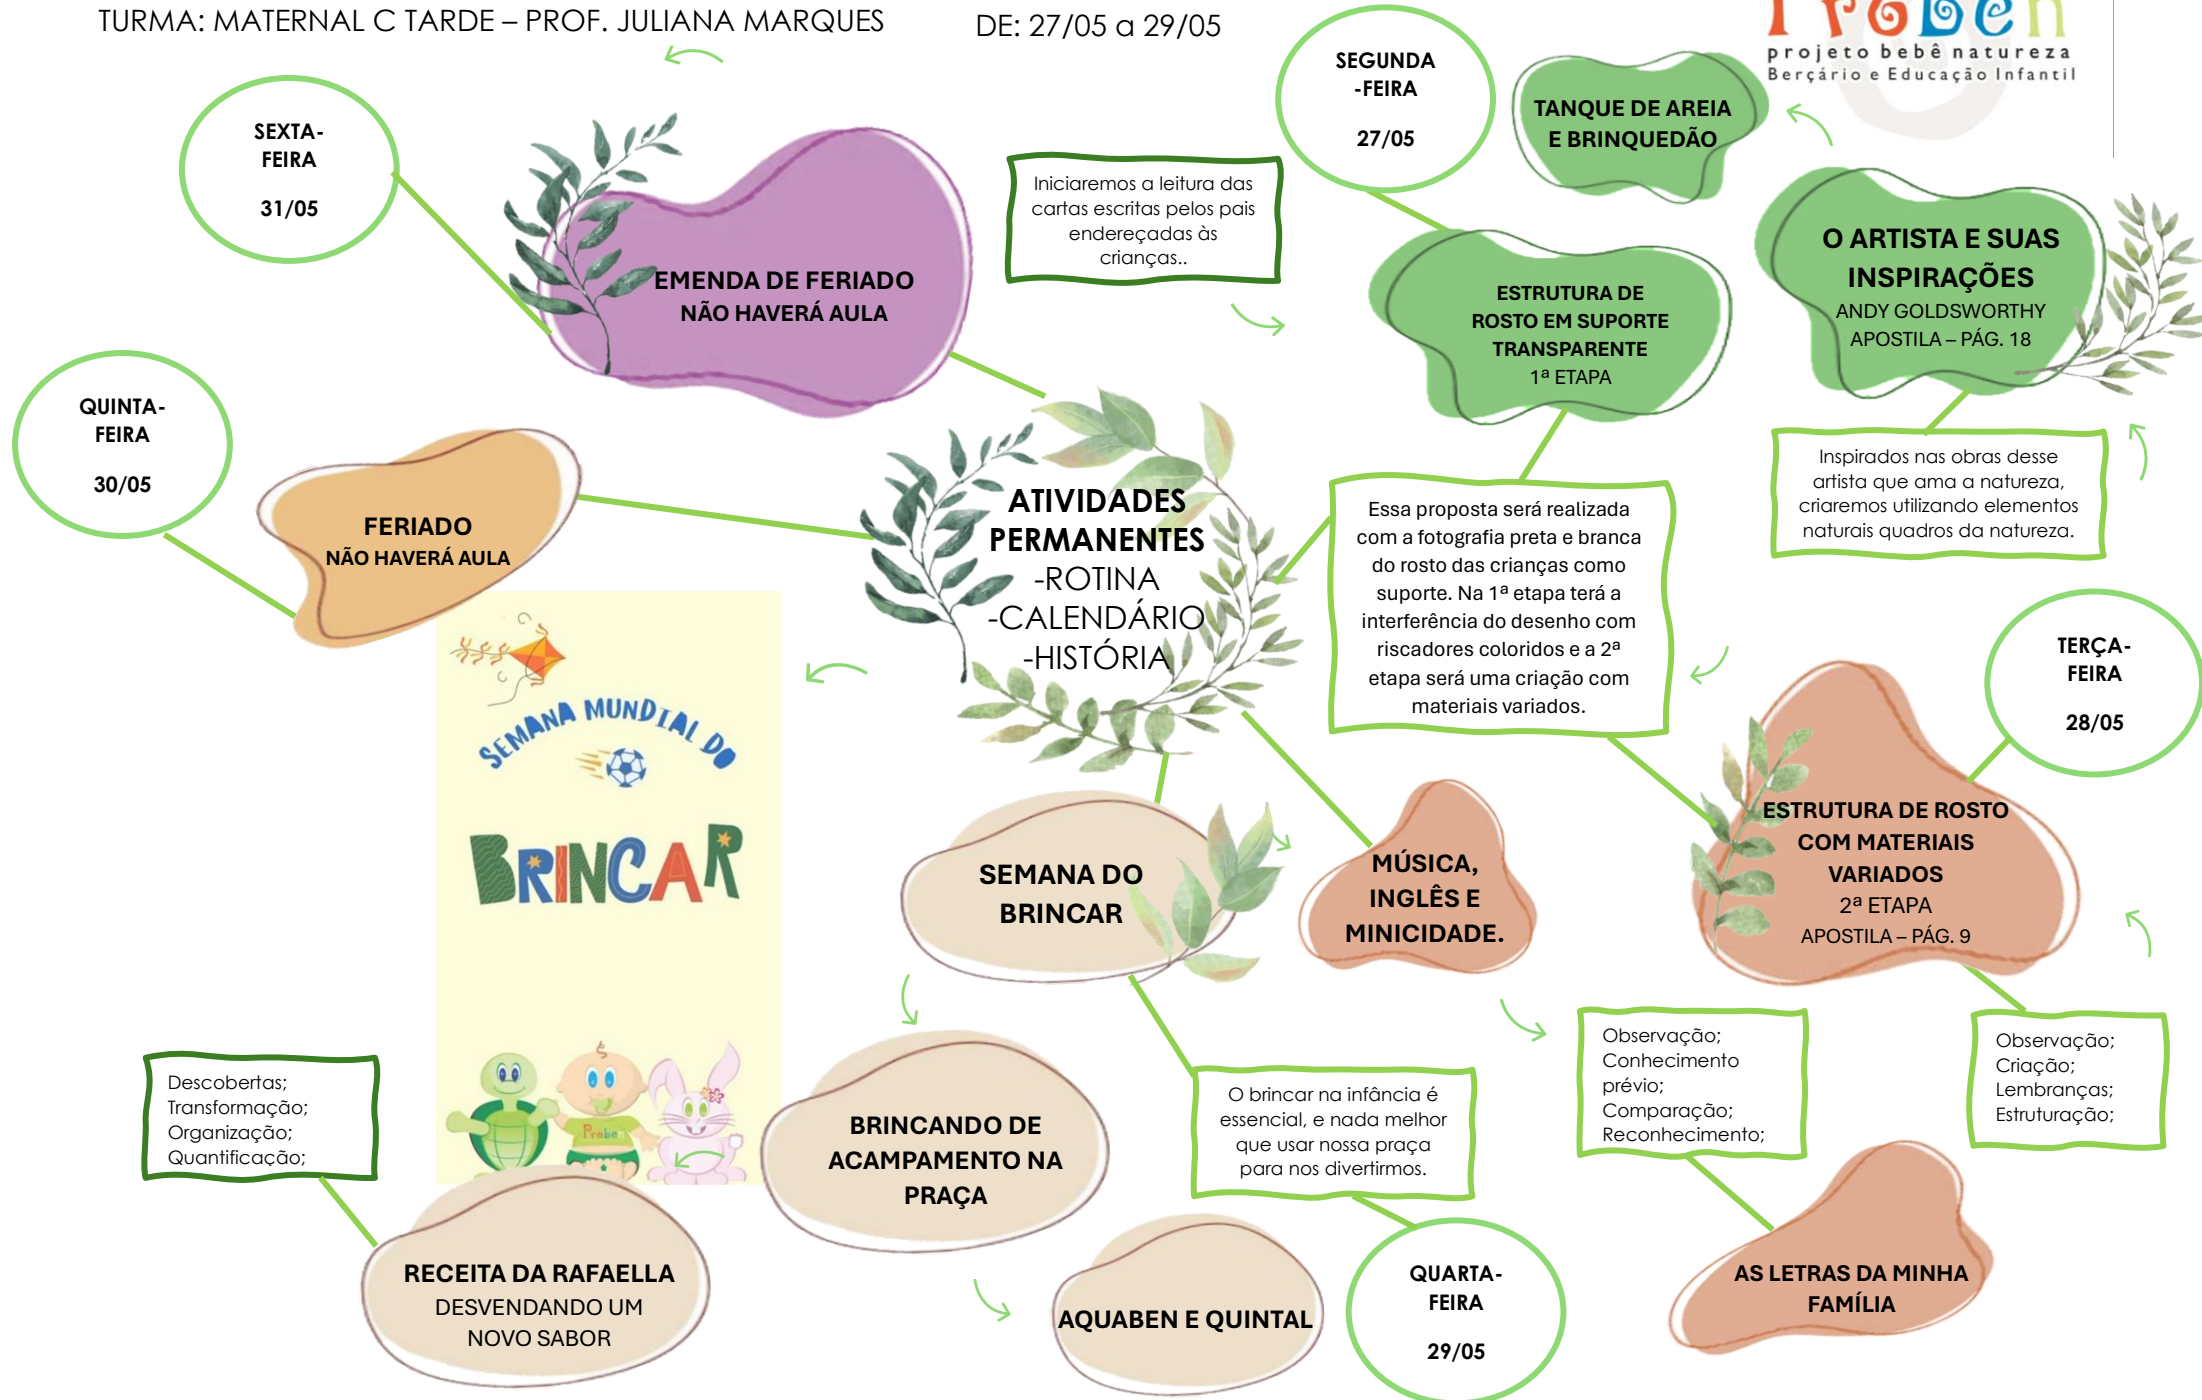 TURMA: MATERNAL C TARDE – PROF. JULIANA MARQUES
DE: 27/05 a 29/05
Proben
projeto bebê natureza
Berçário e Educação Infantil
SEGUNDA
-FEIRA
27/05
TANQUE DE AREIA
E BRINQUEDÃO
SEXTA-
FEIRA
31/05
Iniciaremos a leitura das
cartas escritas pelos pais
endereçadas às
crianças..
O ARTISTA E SUAS
INSPIRAÇÕES
ANDY GOLDSWORTHY
APOSTILA – PÁG. 18
EMENDA DE FERIADO
NÃO HAVERÁ AULA
ESTRUTURA DE
ROSTO EM SUPORTE
TRANSPARENTE
1ª ETAPA
QUINTA-
FEIRA
30/05
Inspirados nas obras desse
artista que ama a natureza,
criaremos utilizando elementos
naturais quadros da natureza.
FERIADO
NÃO HAVERÁ AULA
ATIVIDADES
PERMANENTES
-ROTINA
-CALENDÁRIO
-HISTÓRIA
Essa proposta será realizada
com a fotografia preta e branca
do rosto das crianças como
suporte. Na 1ª etapa terá a
interferência do desenho com
riscadores coloridos e a 2ª
etapa será uma criação com
materiais variados.
TERÇA-
FEIRA
28/05
SEMANA MUNDIAL DO
BRINCAR
Proben
ESTRUTURA DE ROSTO
COM MATERIAIS
VARIADOS
2ª ETAPA
APOSTILA – PÁG. 9
SEMANA DO
BRINCAR
MÚSICA,
INGLÊS E
MINICIDADE.
Observação;
Conhecimento
prévio;
Comparação;
Reconhecimento;
Observação;
Criação;
Lembranças;
Estruturação;
Descobertas;
Transformação;
Organização;
Quantificação;
O brincar na infância é
essencial, e nada melhor
que usar nossa praça
para nos divertirmos.
BRINCANDO DE
ACAMPAMENTO NA
PRAÇA
RECEITA DA RAFAELLA
DESVENDANDO UM
NOVO SABOR
AQUABEN E QUINTAL
QUARTA-
FEIRA
29/05
AS LETRAS DA MINHA
FAMÍLIA